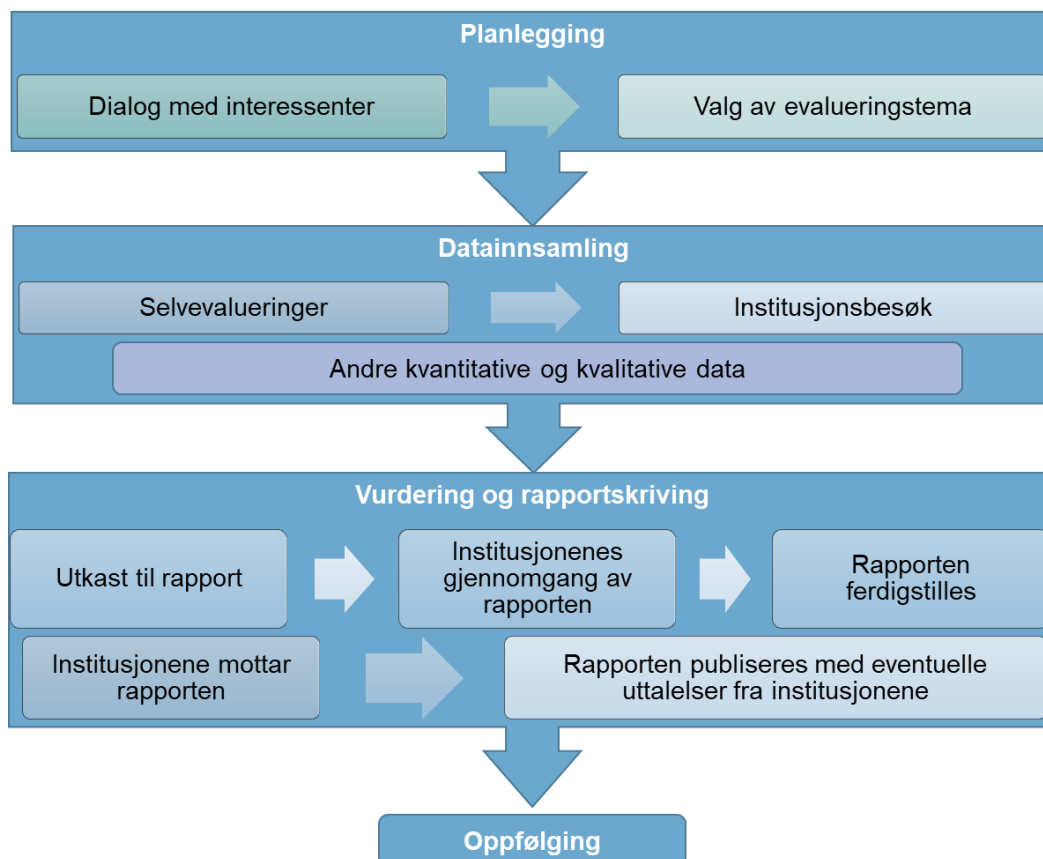 Planlegging
Dialog med interessenter
Valg av evalueringstema
Datainnsamling
Selvevalueringer
Institusjonsbesøk
Andre kvantitative og kvalitative data
Vurdering og rapportskriving
Utkast til rapport
Institusjonenes
gjennomgang av
rapporten
Rapporten
ferdigstilles
Institusjonene mottar
rapporten
Rapporten publiseres med eventuelle
uttalelser fra institusjonene
Oppfølging